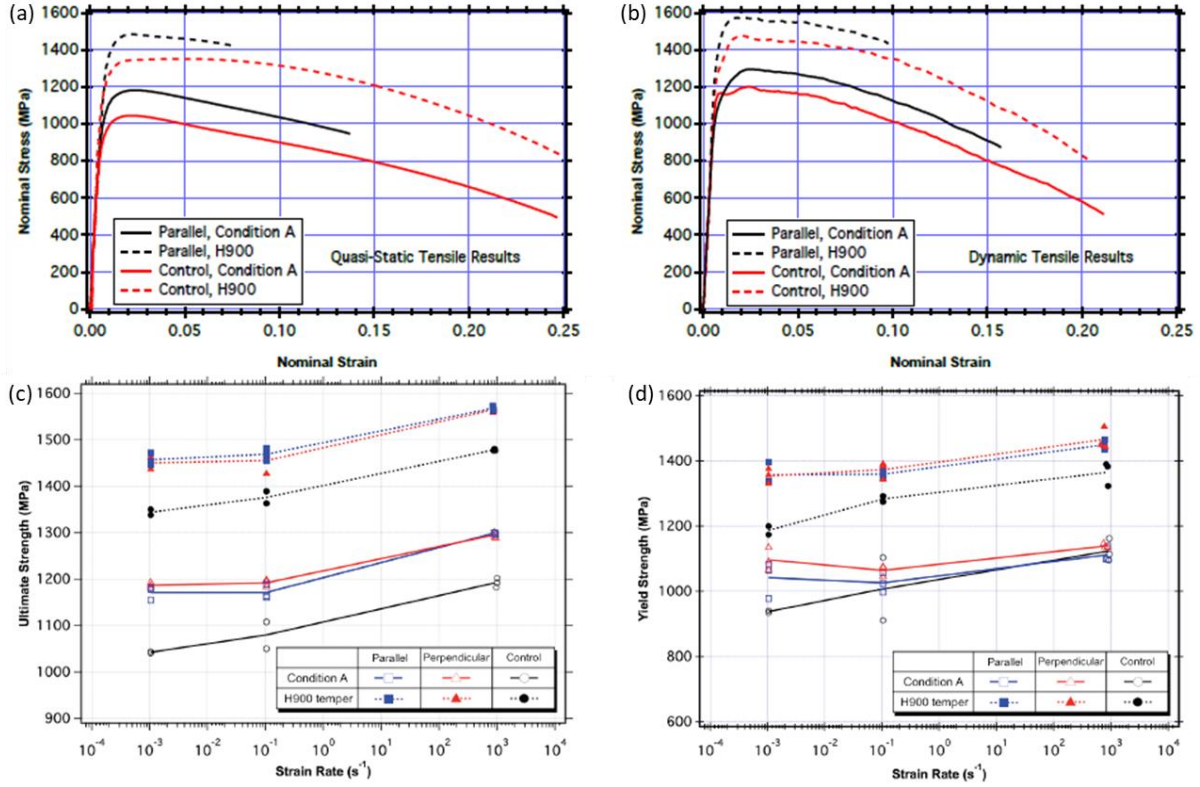 (a)
1600
1400
1200
1000
800
600
400
200
0
Nominal Stress (MPa)
Parallel, Condition A
Parallel, H900
Control, Condition A
Control, H900
Quasi-Static Tensile Results
0.00 0.05 0.10 0.15 0.20 0.25
Nominal Strain
(b)
1600
1400
1200
1000
800
600
400
200
0
Nominal Stress (MPa)
Parallel, Condition A
Parallel, H900
Control, Condition A
Control, H900
Dynamic Tensile Results
0.00 0.05 0.10 0.15 0.20 0.25
Nominal Strain
(c)
1600
1500
1400
1300
1200
1100
1000
900
Ultimate Strength (MPa)
Parallel Perpendicular Control
Condition A
H900 temper
10⁻⁴ 10⁻³ 10⁻² 10⁻¹ 10⁰ 10¹ 10² 10³ 10⁴
Strain Rate (s⁻¹)
(d)
1600
1400
1200
1000
800
600
Yield Strength (MPa)
Parallel Perpendicular Control
Condition A
H900 temper
10⁻⁴ 10⁻³ 10⁻² 10⁻¹ 10⁰ 10¹ 10² 10³ 10⁴
Strain Rate (s⁻¹)